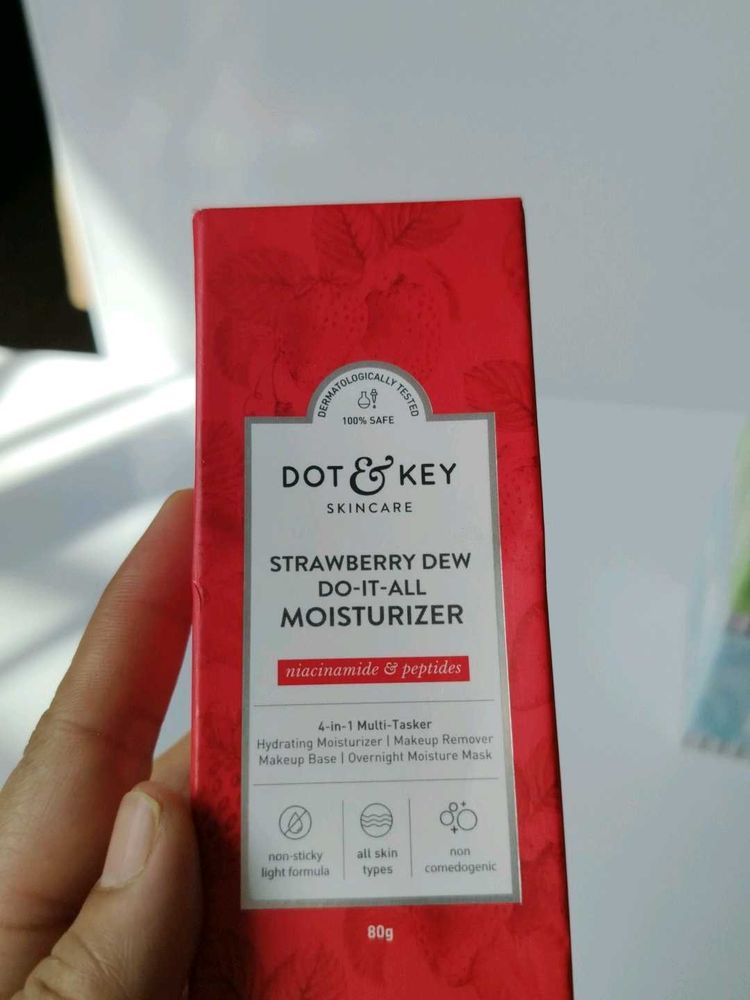 DERMATOLOGICALLY TESTED
100% SAFE
DOT & KEY
SKINCARE
STRAWBERRY DEW
DO-IT-ALL
MOISTURIZER
niacinamide & peptides
4-in-1 Multi-Tasker
Hydrating Moisturizer | Makeup Remover
Makeup Base | Overnight Moisture Mask
non-sticky
light formula
all skin
types
non
comedogenic
80g